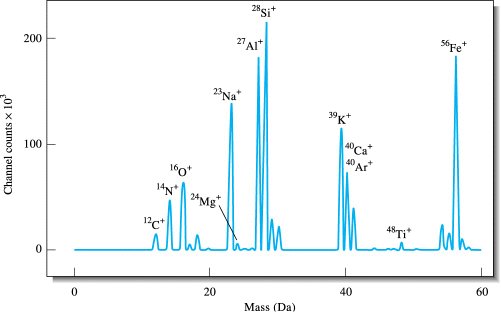 ²⁸Si⁺
²⁷Al⁺
⁵⁶Fe⁺
200
²³Na⁺
³⁹K⁺
⁴⁰Ca⁺
⁴⁰Ar⁺
100
¹⁶O⁺
¹⁴N⁺
²⁴Mg⁺
¹²C⁺
⁴⁸Ti⁺
0
Channel counts × 10³
0 20 40 60
Mass (Da)